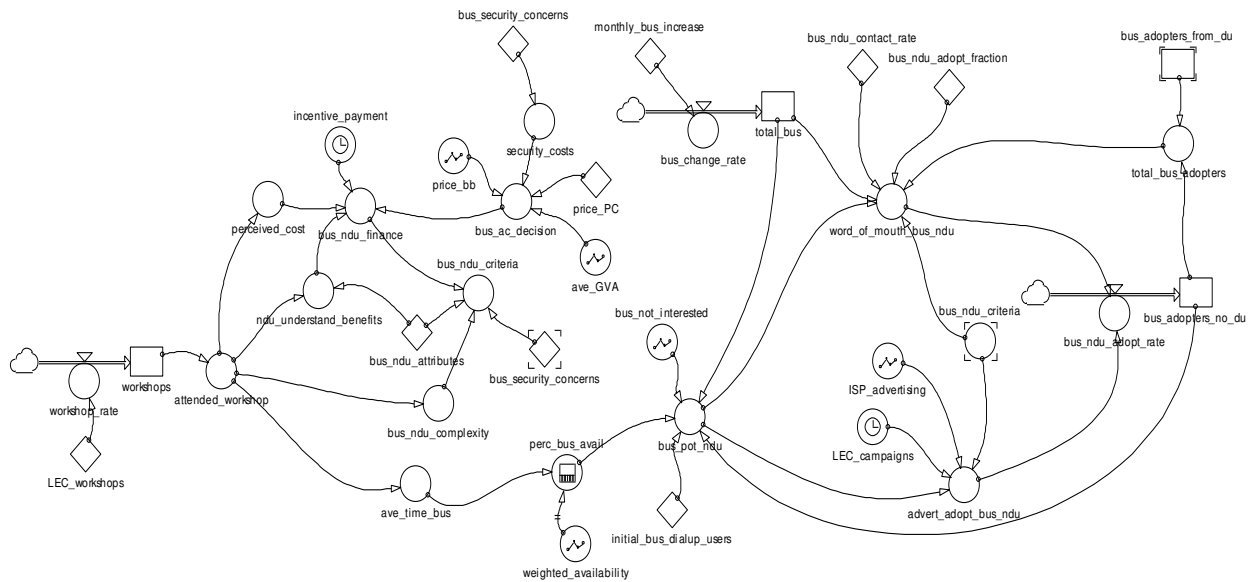 bus_security_concerns
monthly_bus_increase
bus_ndu_contact_rate
bus_ndu_adopt_fraction
bus_adopters_from_du
incentive_payment
security_costs
price_bb
price_PC
total_bus
bus_change_rate
total_bus_adopters
perceived_cost
bus_ndu_finance
bus_ac_decision
word_of_mouth_bus_ndu
bus_ndu_criteria
ave_GVA
ndu_understand_benefits
bus_not_interested
bus_ndu_criteria
bus_adopters_no_du
bus_ndu_adopt_rate
bus_ndu_attributes
bus_security_concerns
workshops
attended_workshop
workshop_rate
ISP_advertising
bus_ndu_complexity
perc_bus_avail
bus_pot_ndu
LEC_campaigns
LEC_workshops
ave_time_bus
advert_adopt_bus_ndu
initial_bus_dialup_users
weighted_availability